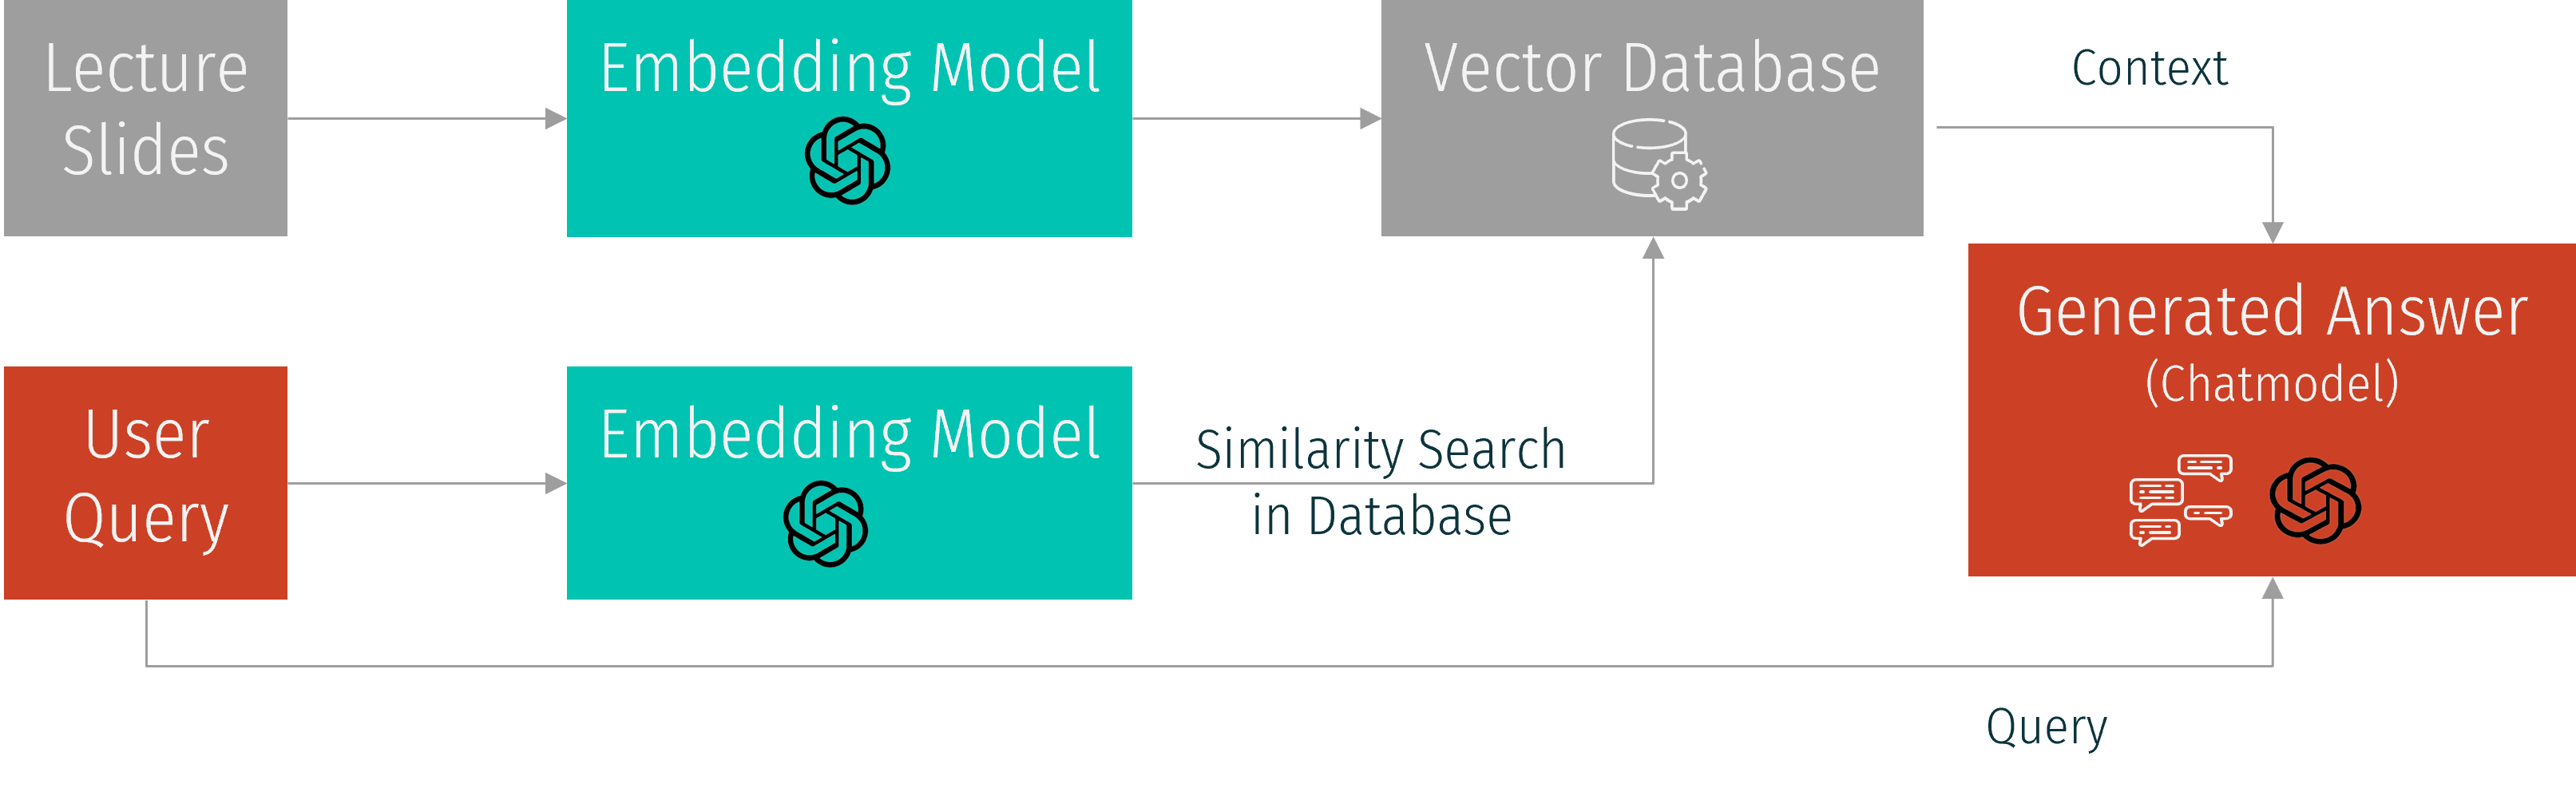 Lecture
Slides
Embedding Model
Vector Database
Context
Generated Answer
(Chatmodel)
User
Query
Embedding Model
Similarity Search
in Database
Query